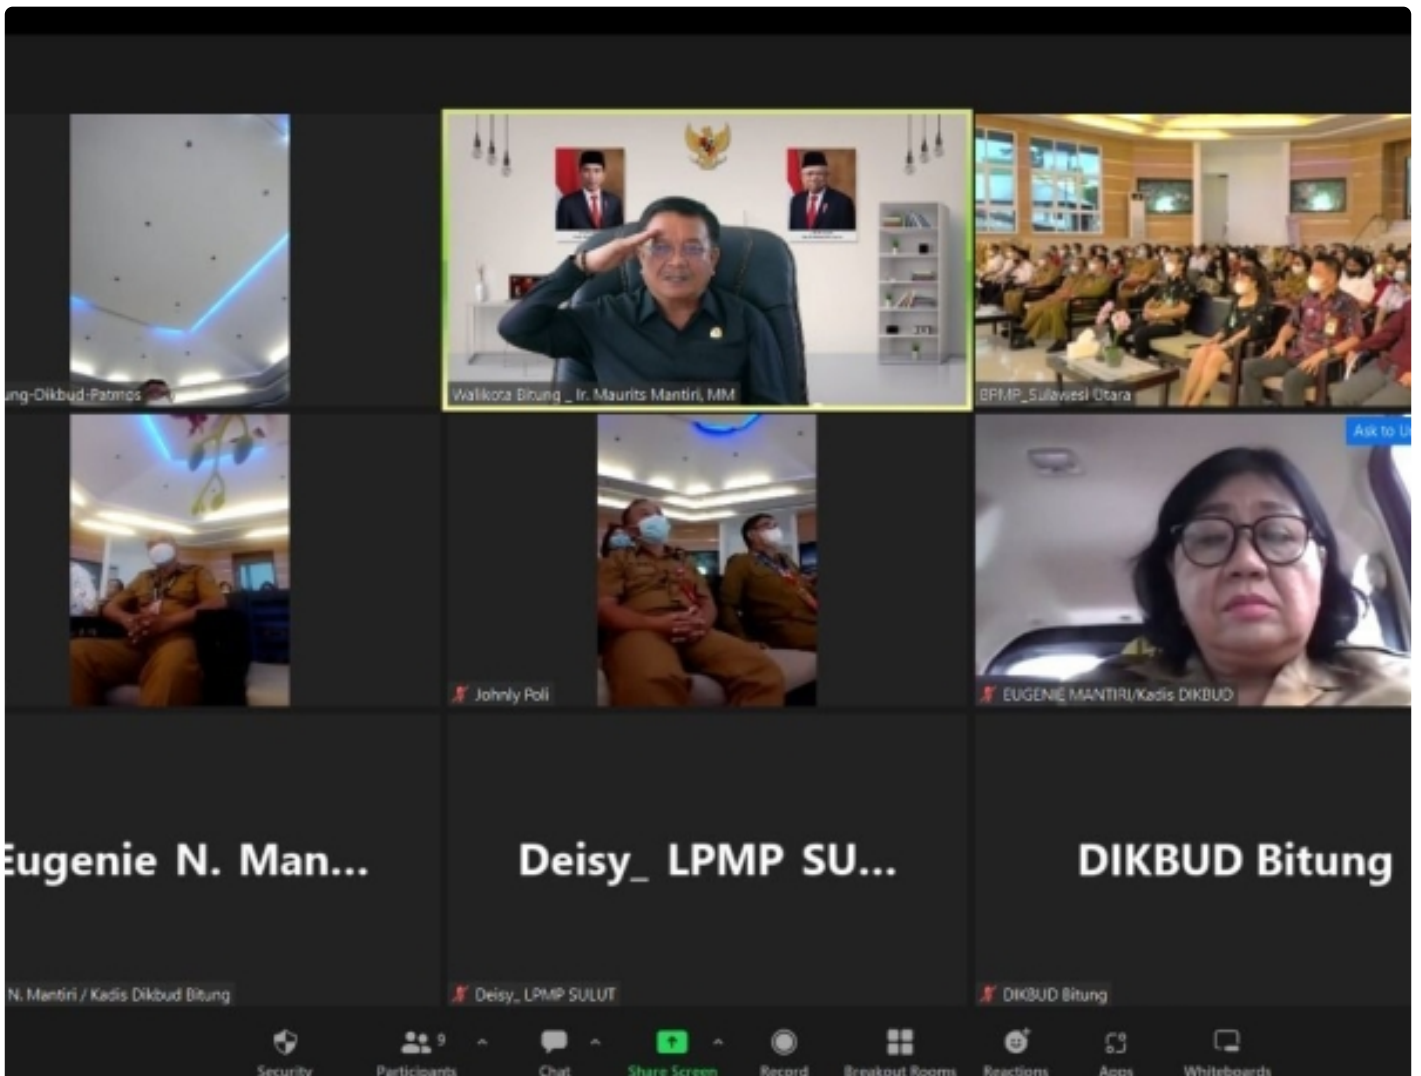 ung-Dikbud-Patmos
Walikota Bitung _ Ir. Maurits Mantiri, MM
BPMP_Sulawesi Utara
Ask to U
Johnly Poli
EUGENIE MANTIRI/Kadis DIKBUD
Eugenie N. Man...
Deisy_ LPMP SU...
DIKBUD Bitung
N. Mantiri / Kadis Dikbud Bitung
Deisy_ LPMP SULUT
DIKBUD Bitung
9
Security
Participants
Chat
Share Screen
Record
Breakout Rooms
Reactions
Apps
Whiteboards